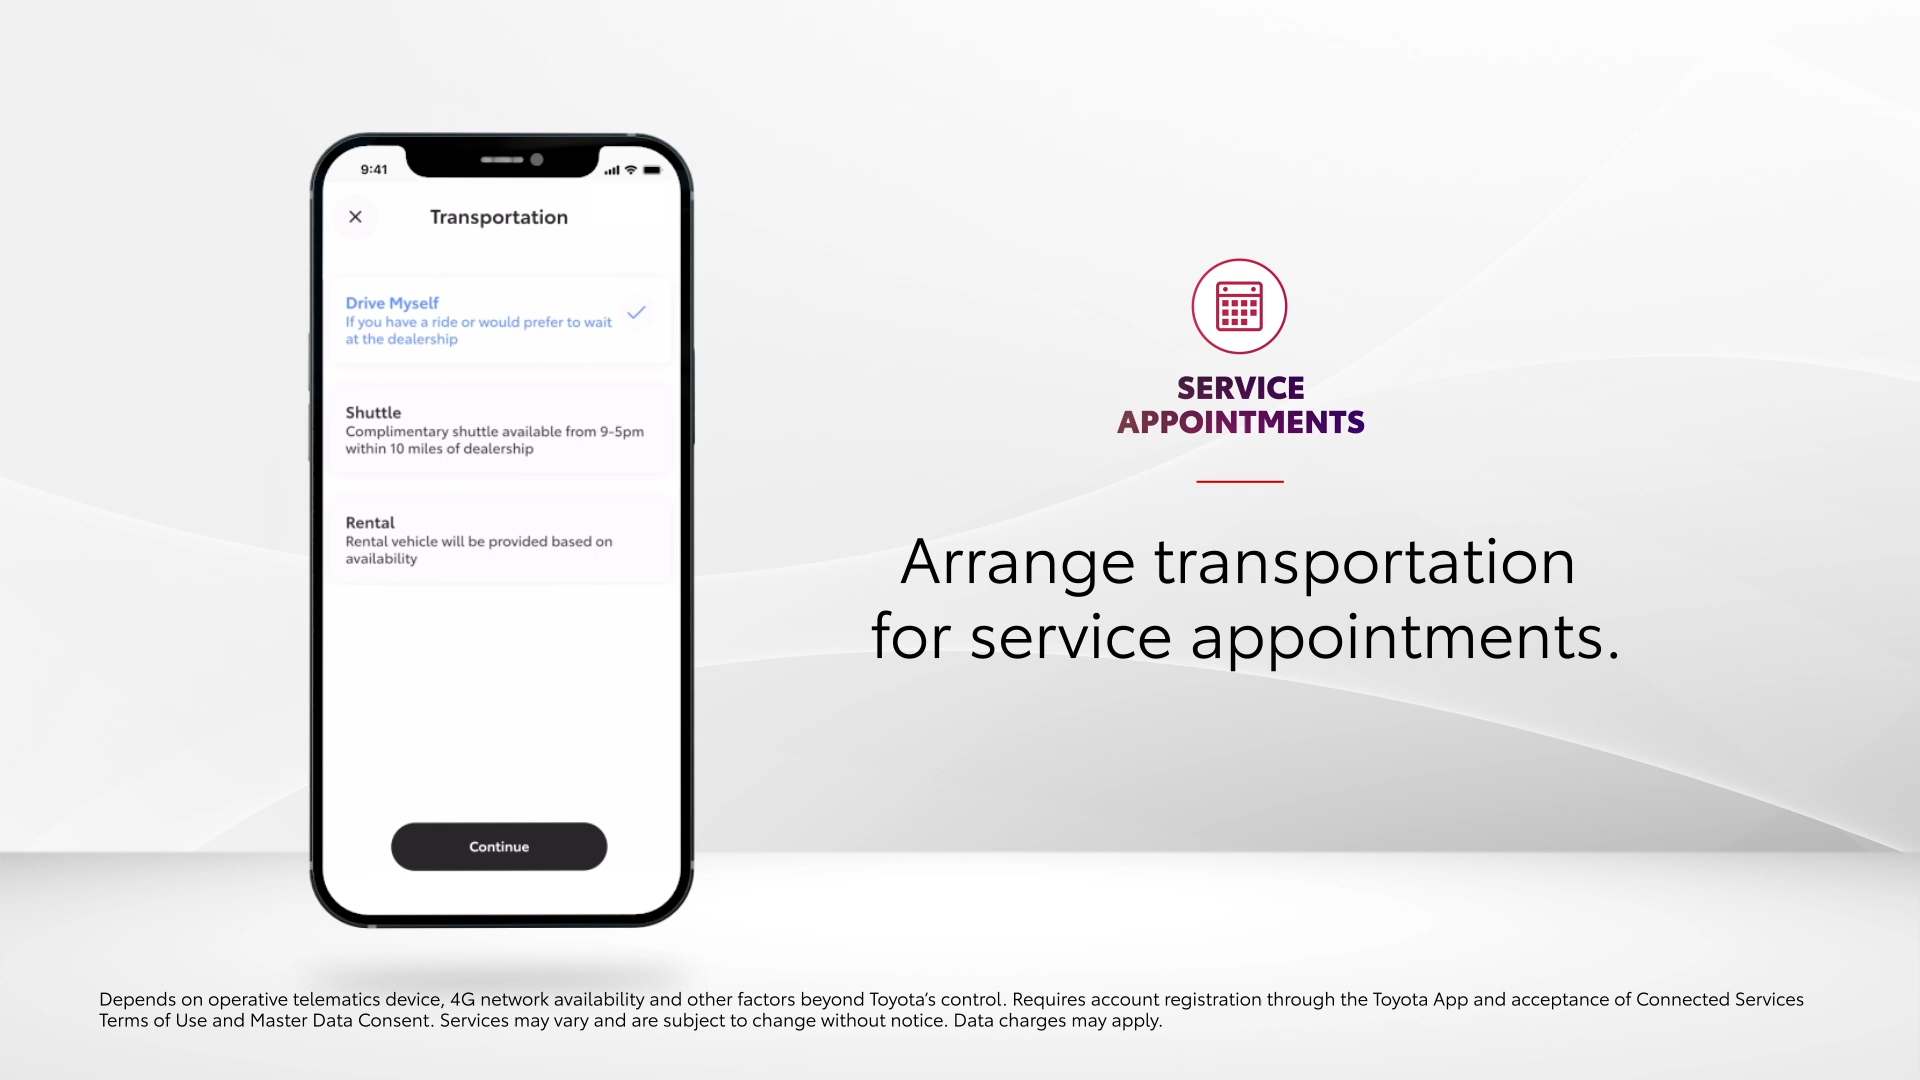 9:41
Transportation
Drive Myself
If you have a ride or would prefer to wait
at the dealership
Shuttle
Complimentary shuttle available from 9-5pm
within 10 miles of dealership
Rental
Rental vehicle will be provided based on
availability
Continue
SERVICE
APPOINTMENTS
Arrange transportation
for service appointments.
Depends on operative telematics device, 4G network availability and other factors beyond Toyota’s control. Requires account registration through the Toyota App and acceptance of Connected Services
Terms of Use and Master Data Consent. Services may vary and are subject to change without notice. Data charges may apply.